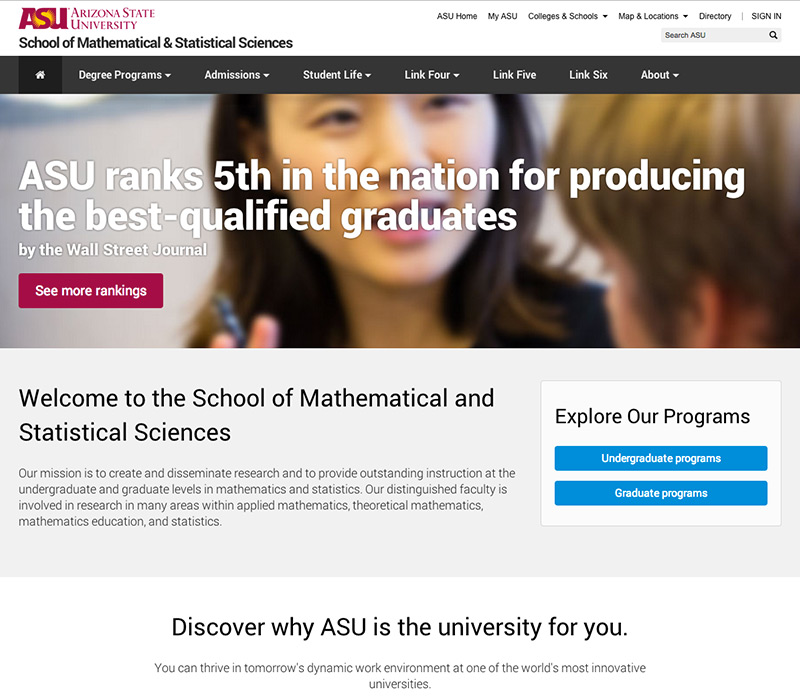 ASU ARIZONA STATE
UNIVERSITY
School of Mathematical & Statistical Sciences
ASU Home My ASU Colleges & Schools Map & Locations Directory | SIGN IN
Search ASU
Degree Programs Admissions Student Life Link Four Link Five Link Six About
ASU ranks 5th in the nation for producing
the best-qualified graduates
by the Wall Street Journal
See more rankings
Welcome to the School of Mathematical and
Statistical Sciences
Our mission is to create and disseminate research and to provide outstanding instruction at the
undergraduate and graduate levels in mathematics and statistics. Our distinguished faculty is
involved in research in many areas within applied mathematics, theoretical mathematics,
mathematics education, and statistics.
Explore Our Programs
Undergraduate programs
Graduate programs
Discover why ASU is the university for you.
You can thrive in tomorrow's dynamic work environment at one of the world's most innovative
universities.